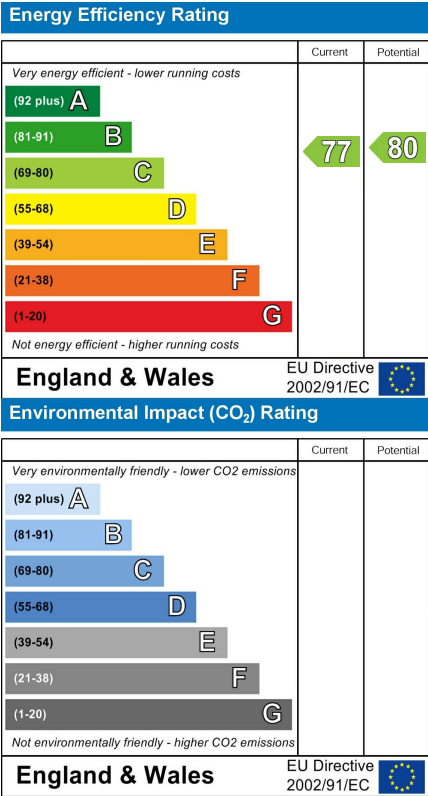 Energy Efficiency Rating
Current Potential
Very energy efficient - lower running costs
(92 plus) A
(81-91) B
77 80
(69-80) C
(55-68) D
(39-54) E
(21-38) F
(1-20) G
Not energy efficient - higher running costs
England & Wales
EU Directive
2002/91/EC
Environmental Impact (CO₂) Rating
Current Potential
Very environmentally friendly - lower CO2 emissions
(92 plus) A
(81-91) B
(69-80) C
(55-68) D
(39-54) E
(21-38) F
(1-20) G
Not environmentally friendly - higher CO2 emissions
England & Wales
EU Directive
2002/91/EC